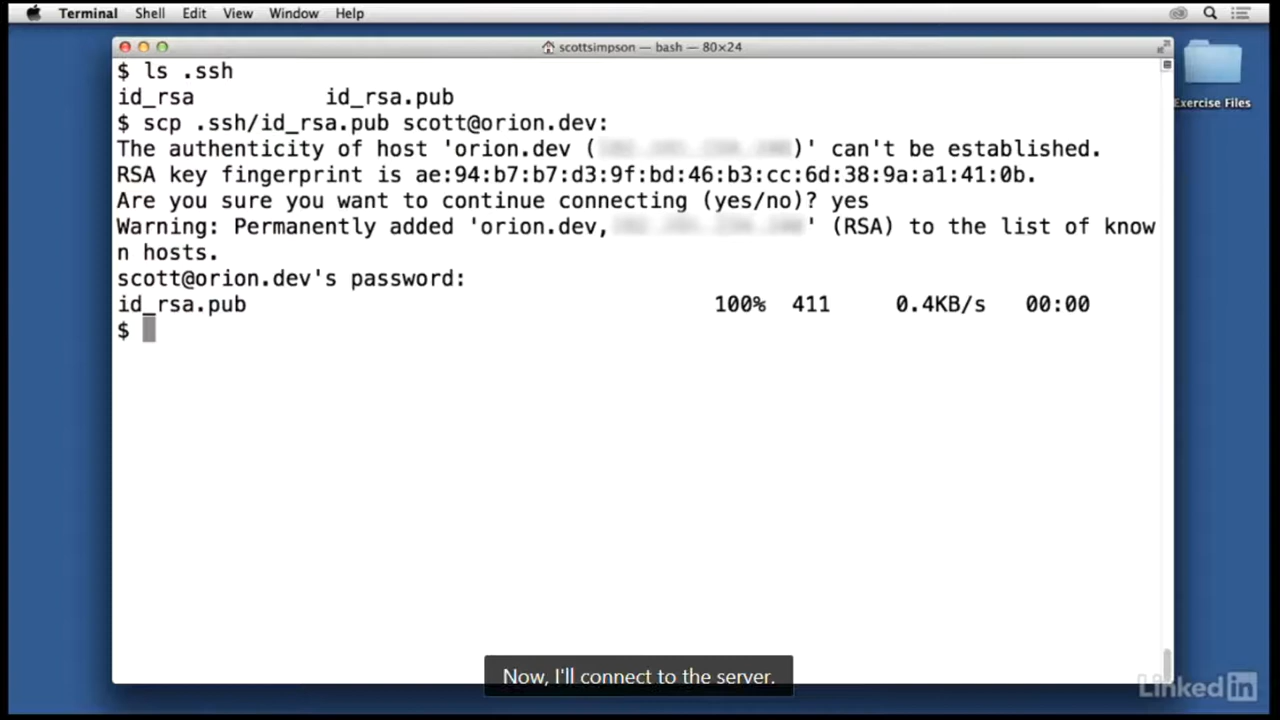 Terminal Shell Edit View Window Help
scottsimpson — bash — 80×24
$ ls .ssh
id_rsa id_rsa.pub
$ scp .ssh/id_rsa.pub scott@orion.dev:
The authenticity of host 'orion.dev ( )' can't be established.
RSA key fingerprint is ae:94:b7:b7:d3:9f:bd:46:b3:cc:6d:38:9a:a1:41:0b.
Are you sure you want to continue connecting (yes/no)? yes
Warning: Permanently added 'orion.dev, ' (RSA) to the list of know
n hosts.
scott@orion.dev's password:
id_rsa.pub 100% 411 0.4KB/s 00:00
$
Exercise Files
Now, I'll connect to the server.
Linked in